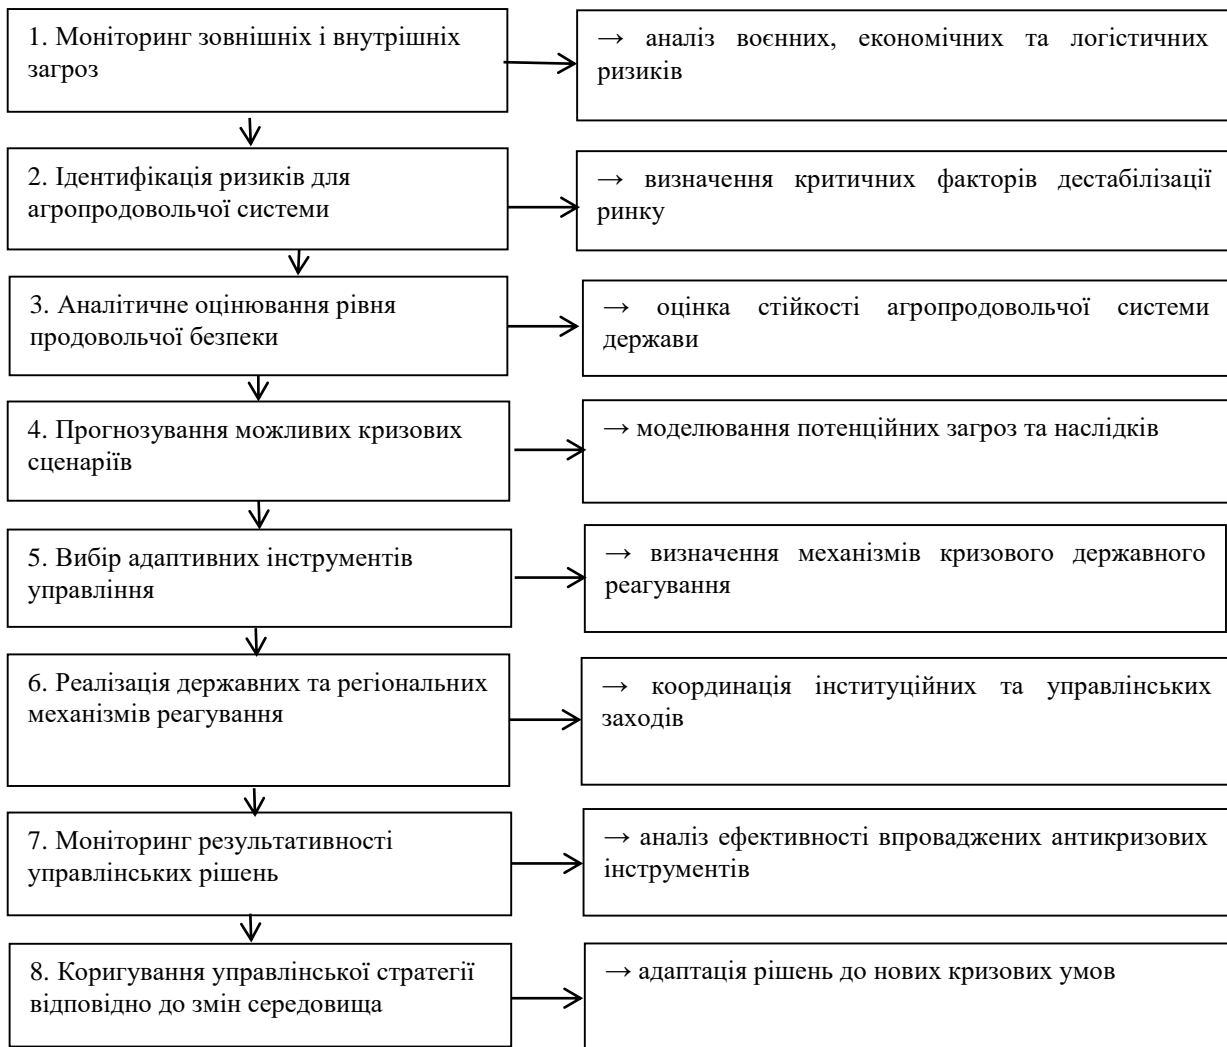 1. Моніторинг зовнішніх і внутрішніх
загроз
→ аналіз воєнних, економічних та логістичних
ризиків
2. Ідентифікація ризиків для
агропродовольчої системи
→ визначення критичних факторів дестабілізації
ринку
3. Аналітичне оцінювання рівня
продовольчої безпеки
→ оцінка стійкості агропродовольчої системи
держави
4. Прогнозування можливих кризових
сценаріїв
→ моделювання потенційних загроз та наслідків
5. Вибір адаптивних інструментів
управління
→ визначення механізмів кризового державного
реагування
6. Реалізація державних та регіональних
механізмів реагування
→ координація інституційних та управлінських
заходів
7. Моніторинг результативності
управлінських рішень
→ аналіз ефективності впроваджених антикризових
інструментів
8. Коригування управлінської стратегії
відповідно до змін середовища
→ адаптація рішень до нових кризових умов